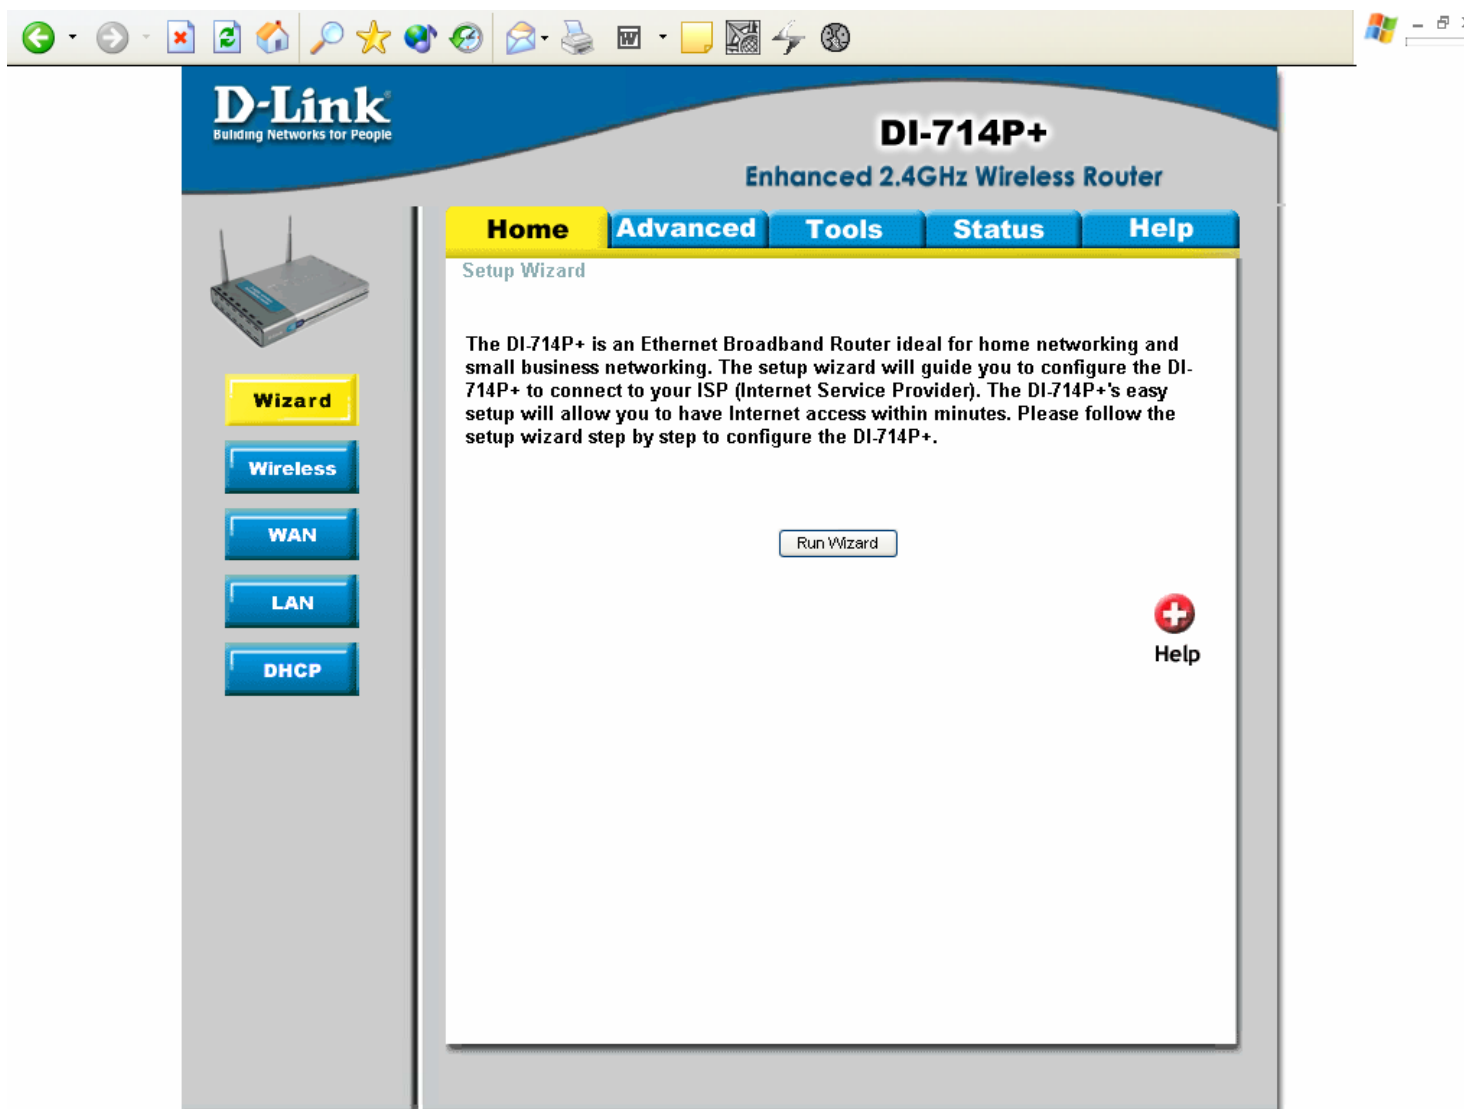 D-Link
Building Networks for People
DI-714P+
Enhanced 2.4GHz Wireless Router
Home
Advanced
Tools
Status
Help
Setup Wizard
The DI-714P+ is an Ethernet Broadband Router ideal for home networking and
small business networking. The setup wizard will guide you to configure the DI-
714P+ to connect to your ISP (Internet Service Provider). The DI-714P+'s easy
setup will allow you to have Internet access within minutes. Please follow the
setup wizard step by step to configure the DI-714P+.
Wizard
Wireless
WAN
LAN
DHCP
Run Wizard
Help